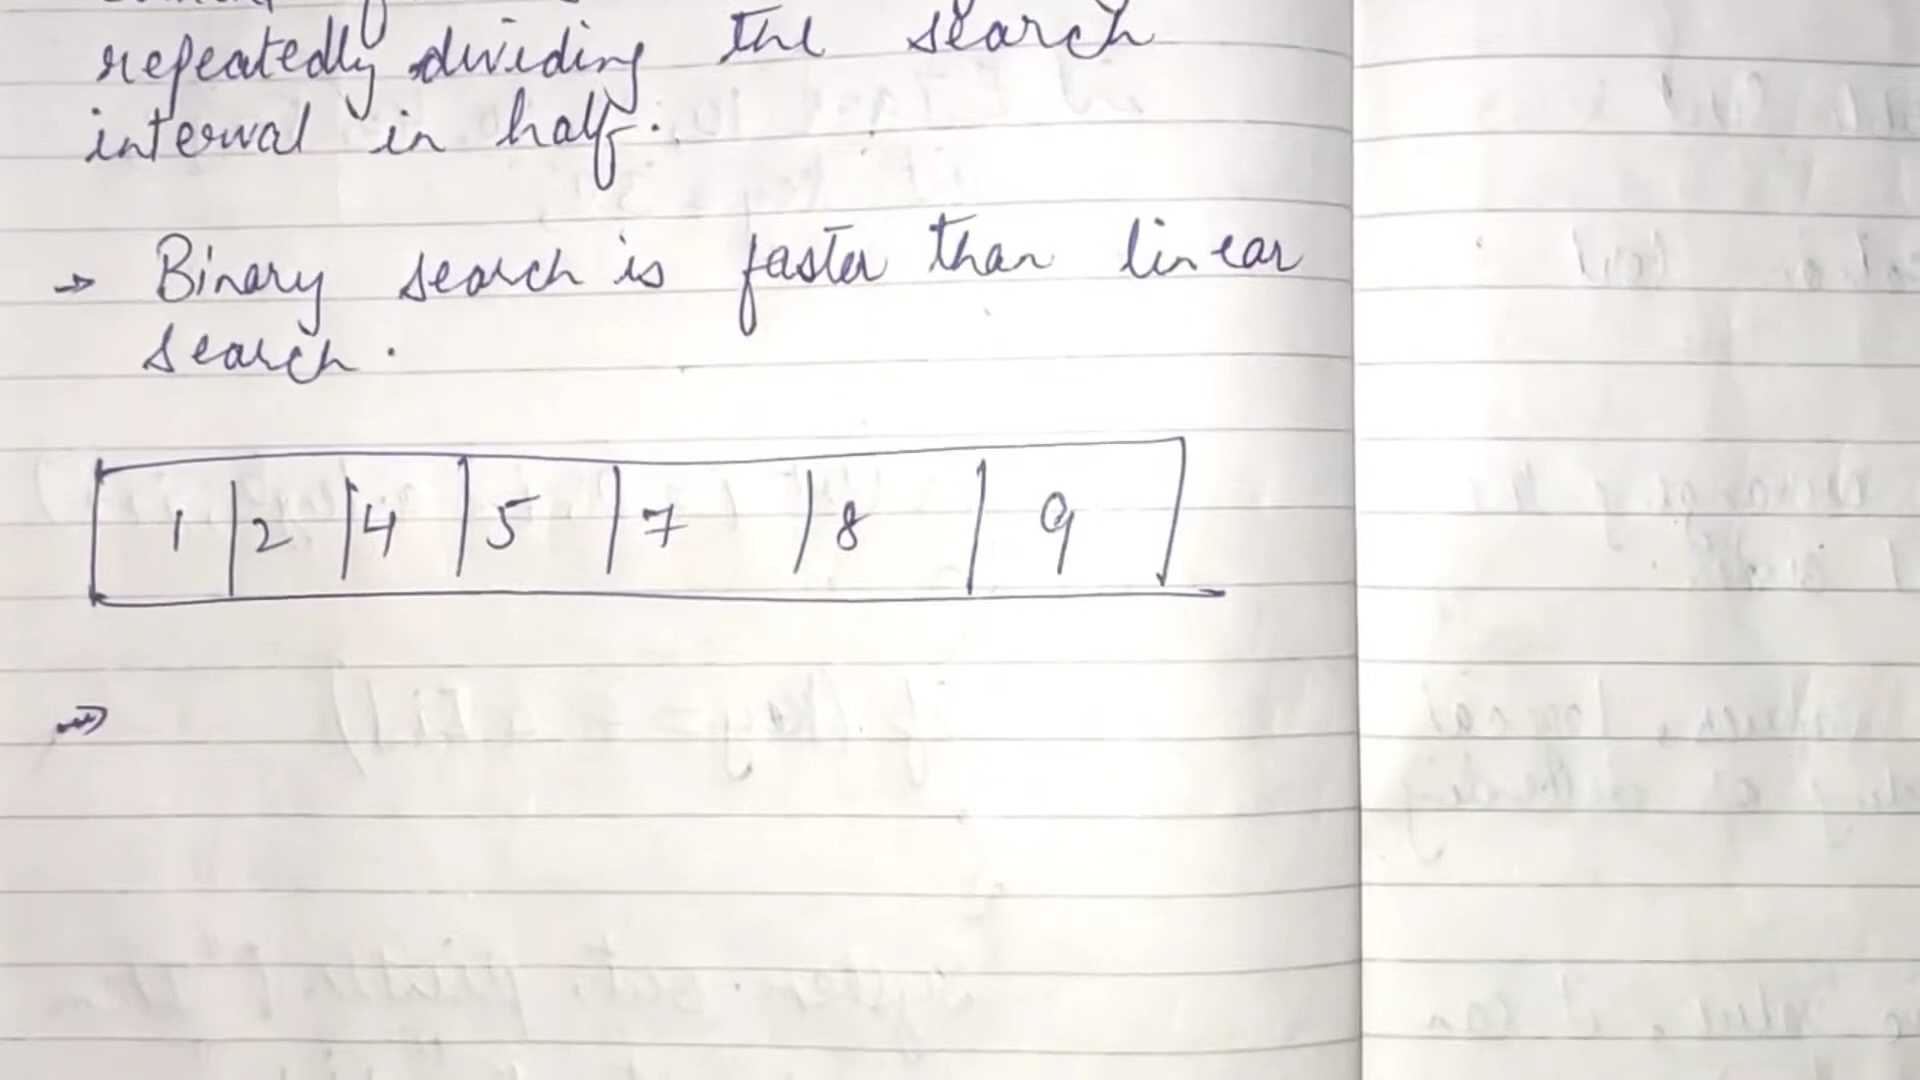 repeatedly dividing the search
interval in half.
→ Binary search is faster than linear
search.
1 | 2 | 4 | 5 | 7 | 8 | 9